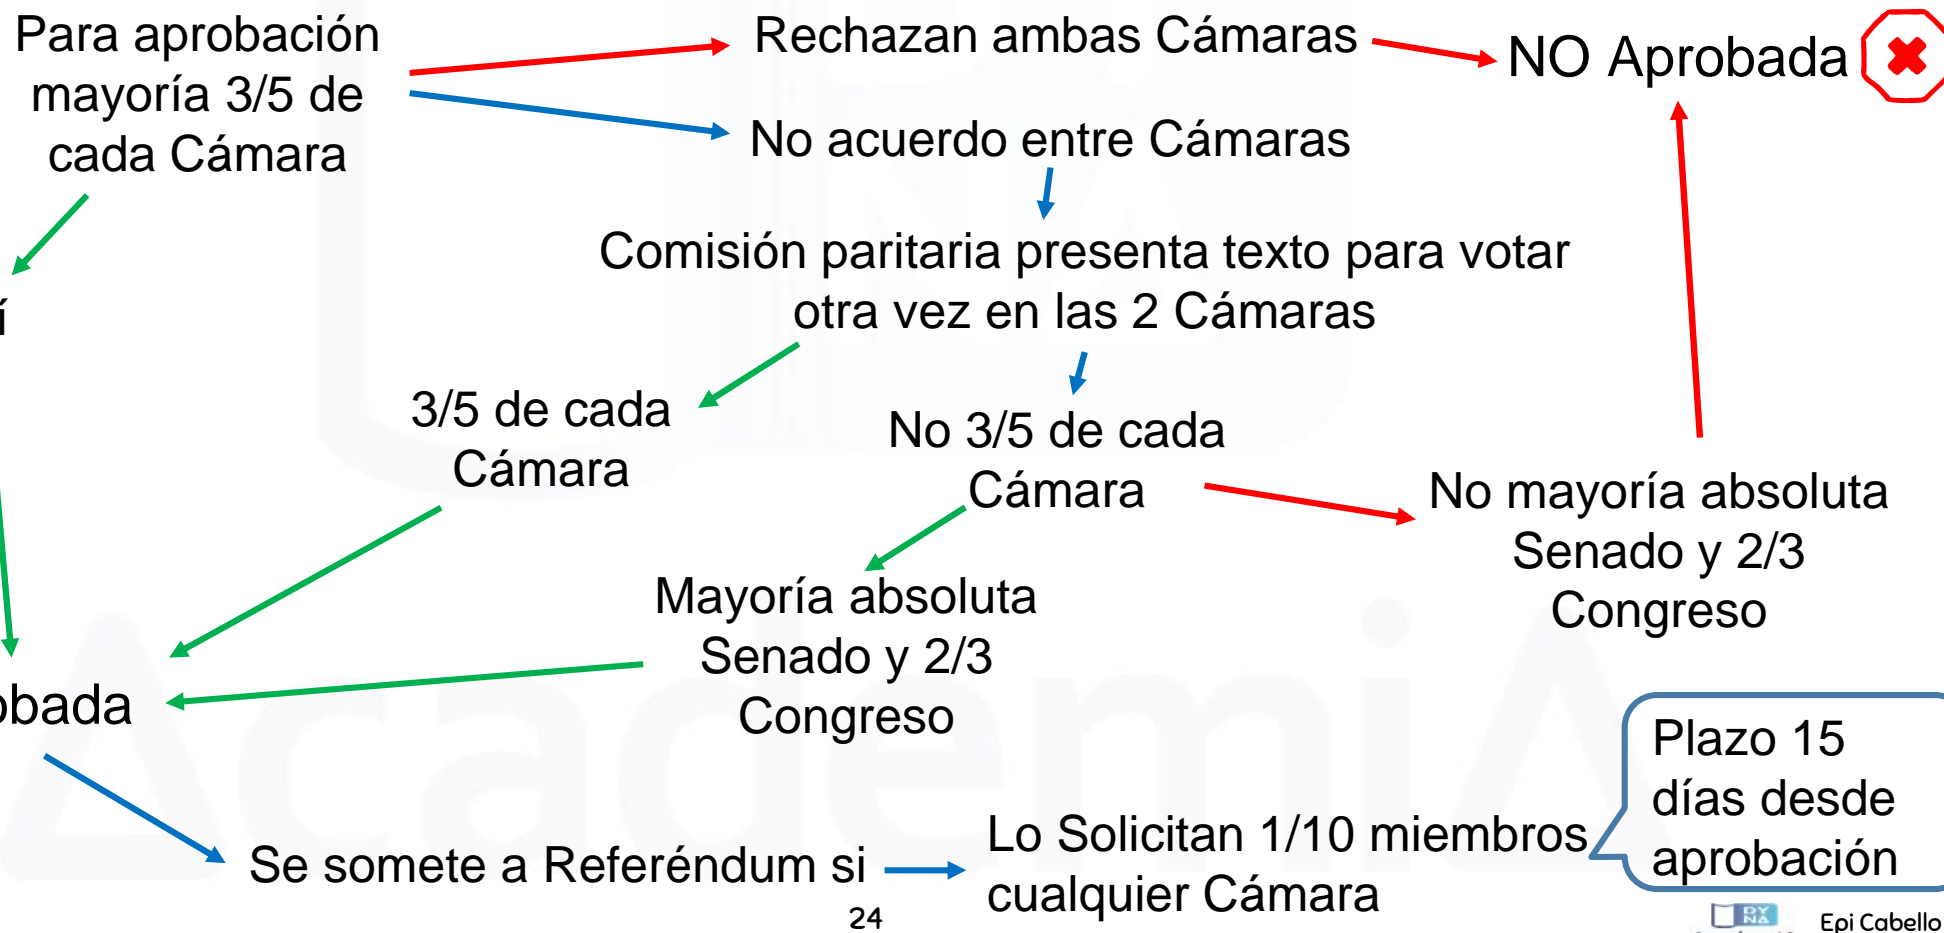 Para aprobación
mayoría 3/5 de
cada Cámara
Rechazan ambas Cámaras
NO Aprobada
No acuerdo entre Cámaras
Comisión paritaria presenta texto para votar
otra vez en las 2 Cámaras
í
3/5 de cada
Cámara
No 3/5 de cada
Cámara
No mayoría absoluta
Senado y 2/3
Congreso
Mayoría absoluta
Senado y 2/3
Congreso
obada
Plazo 15
días desde
aprobación
Se somete a Referéndum si
Lo Solicitan 1/10 miembros
cualquier Cámara
24
DYNA
Epi Cabello
AcademiA